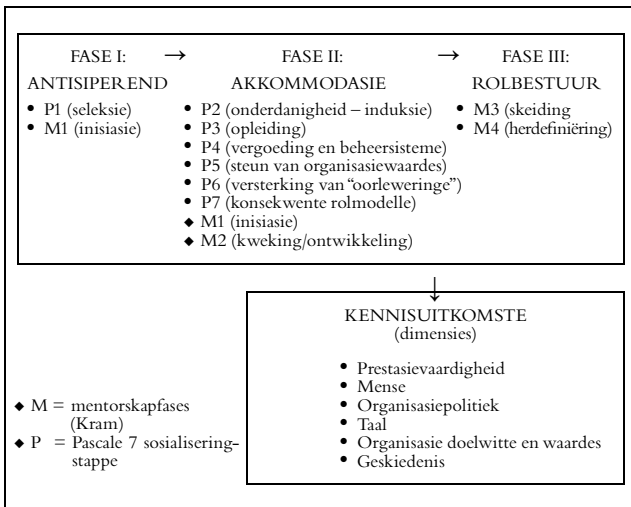 FASE I: → FASE II: → FASE III:
ANTISIPEREND AKKOMMODASIE ROLBESTUUR
• P1 (seleksie)
• M1 (inisiasie)
• P2 (onderdanigheid – induksie)
• P3 (opleiding)
• P4 (vergoeding en beheersisteme)
• P5 (steun van organisasiewaardes)
• P6 (versterking van “oorleweringe”)
• P7 (konsekwente rolmodelle)
◆ M1 (inisiasie)
◆ M2 (kweking/ontwikkeling)
• M3 (skeiding
• M4 (herdefiniëring)
↓
KENNISUITKOMSTE
(dimensies)
• Prestasievaardigheid
• Mense
• Organisasiepolitiek
• Taal
• Organisasie doelwitte en waardes
• Geskiedenis
◆ M = mentorskapfases
(Kram)
◆ P = Pascale 7 sosialisering-
stappe